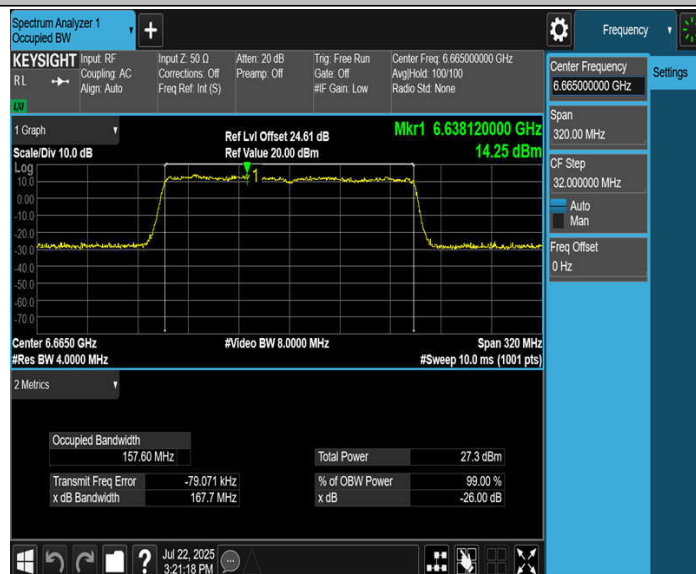 Spectrum Analyzer 1
Occupied BW
+
Frequency
KEYSIGHT
RL
Input: RF
Coupling: AC
Align: Auto
Input Z: 50 Ω
Corrections: Off
Freq Ref: Int (S)
Atten: 20 dB
Preamp: Off
Trig: Free Run
Gate: Off
#IF Gain: Low
Center Freq: 6.665000000 GHz
Avg|Hold: 100/100
Radio Std: None
Center Frequency
6.665000000 GHz
Settings
Span
320.00 MHz
CF Step
32.000000 MHz
Auto
Man
Freq Offset
0 Hz
1 Graph
Scale/Div 10.0 dB
Ref Lvl Offset 24.61 dB
Ref Value 20.00 dBm
Mkr1 6.638120000 GHz
14.25 dBm
Log
10.0
0.00
-10.0
-20.0
-30.0
-40.0
-50.0
-60.0
-70.0
1
Center 6.6650 GHz
#Video BW 8.0000 MHz
Span 320 MHz
#Res BW 4.0000 MHz
#Sweep 10.0 ms (1001 pts)
2 Metrics
Occupied Bandwidth
157.60 MHz
Total Power 27.3 dBm
Transmit Freq Error -79.071 kHz
% of OBW Power 99.00 %
x dB Bandwidth 167.7 MHz
x dB -26.00 dB
?
Jul 22, 2025
3:21:18 PM